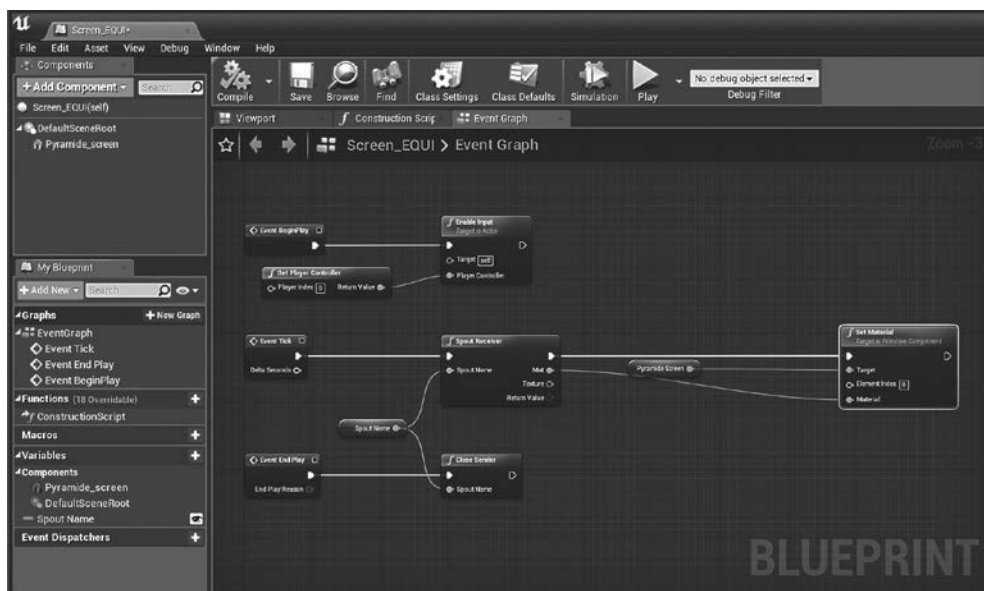 Screen_EQUI*
File Edit Asset View Debug Window Help
Components
+ Add Component
Search
Screen_EQUI(self)
DefaultSceneRoot
Pyramide_screen
Compile
Save
Browse
Find
Class Settings
Class Defaults
Simulation
Play
No debug object selected
Debug Filter
Viewport
Construction Scrip
Event Graph
Screen_EQUI > Event Graph
Zoom -3
My Blueprint
+ Add New
Search
Graphs
+ New Graph
EventGraph
Event Tick
Event End Play
Event BeginPlay
Functions (18 Overridable)
+
ConstructionScript
Macros
+
Variables
+
Components
Pyramide_screen
DefaultSceneRoot
Spout Name
Event Dispatchers
+
Event BeginPlay
Enable Input
Target is Actor
Target self
Player Controller
Get Player Controller
Player Index 0
Return Value
Event Tick
Delta Seconds
Spout Receiver
Spout Name
Mat
Texture
Return Value
Pyramide Screen
Set Material
Target is Primitive Component
Target
Element Index 0
Material
Spout Name
Event End Play
End Play Reason
Close Sender
Spout Name
BLUEPRINT